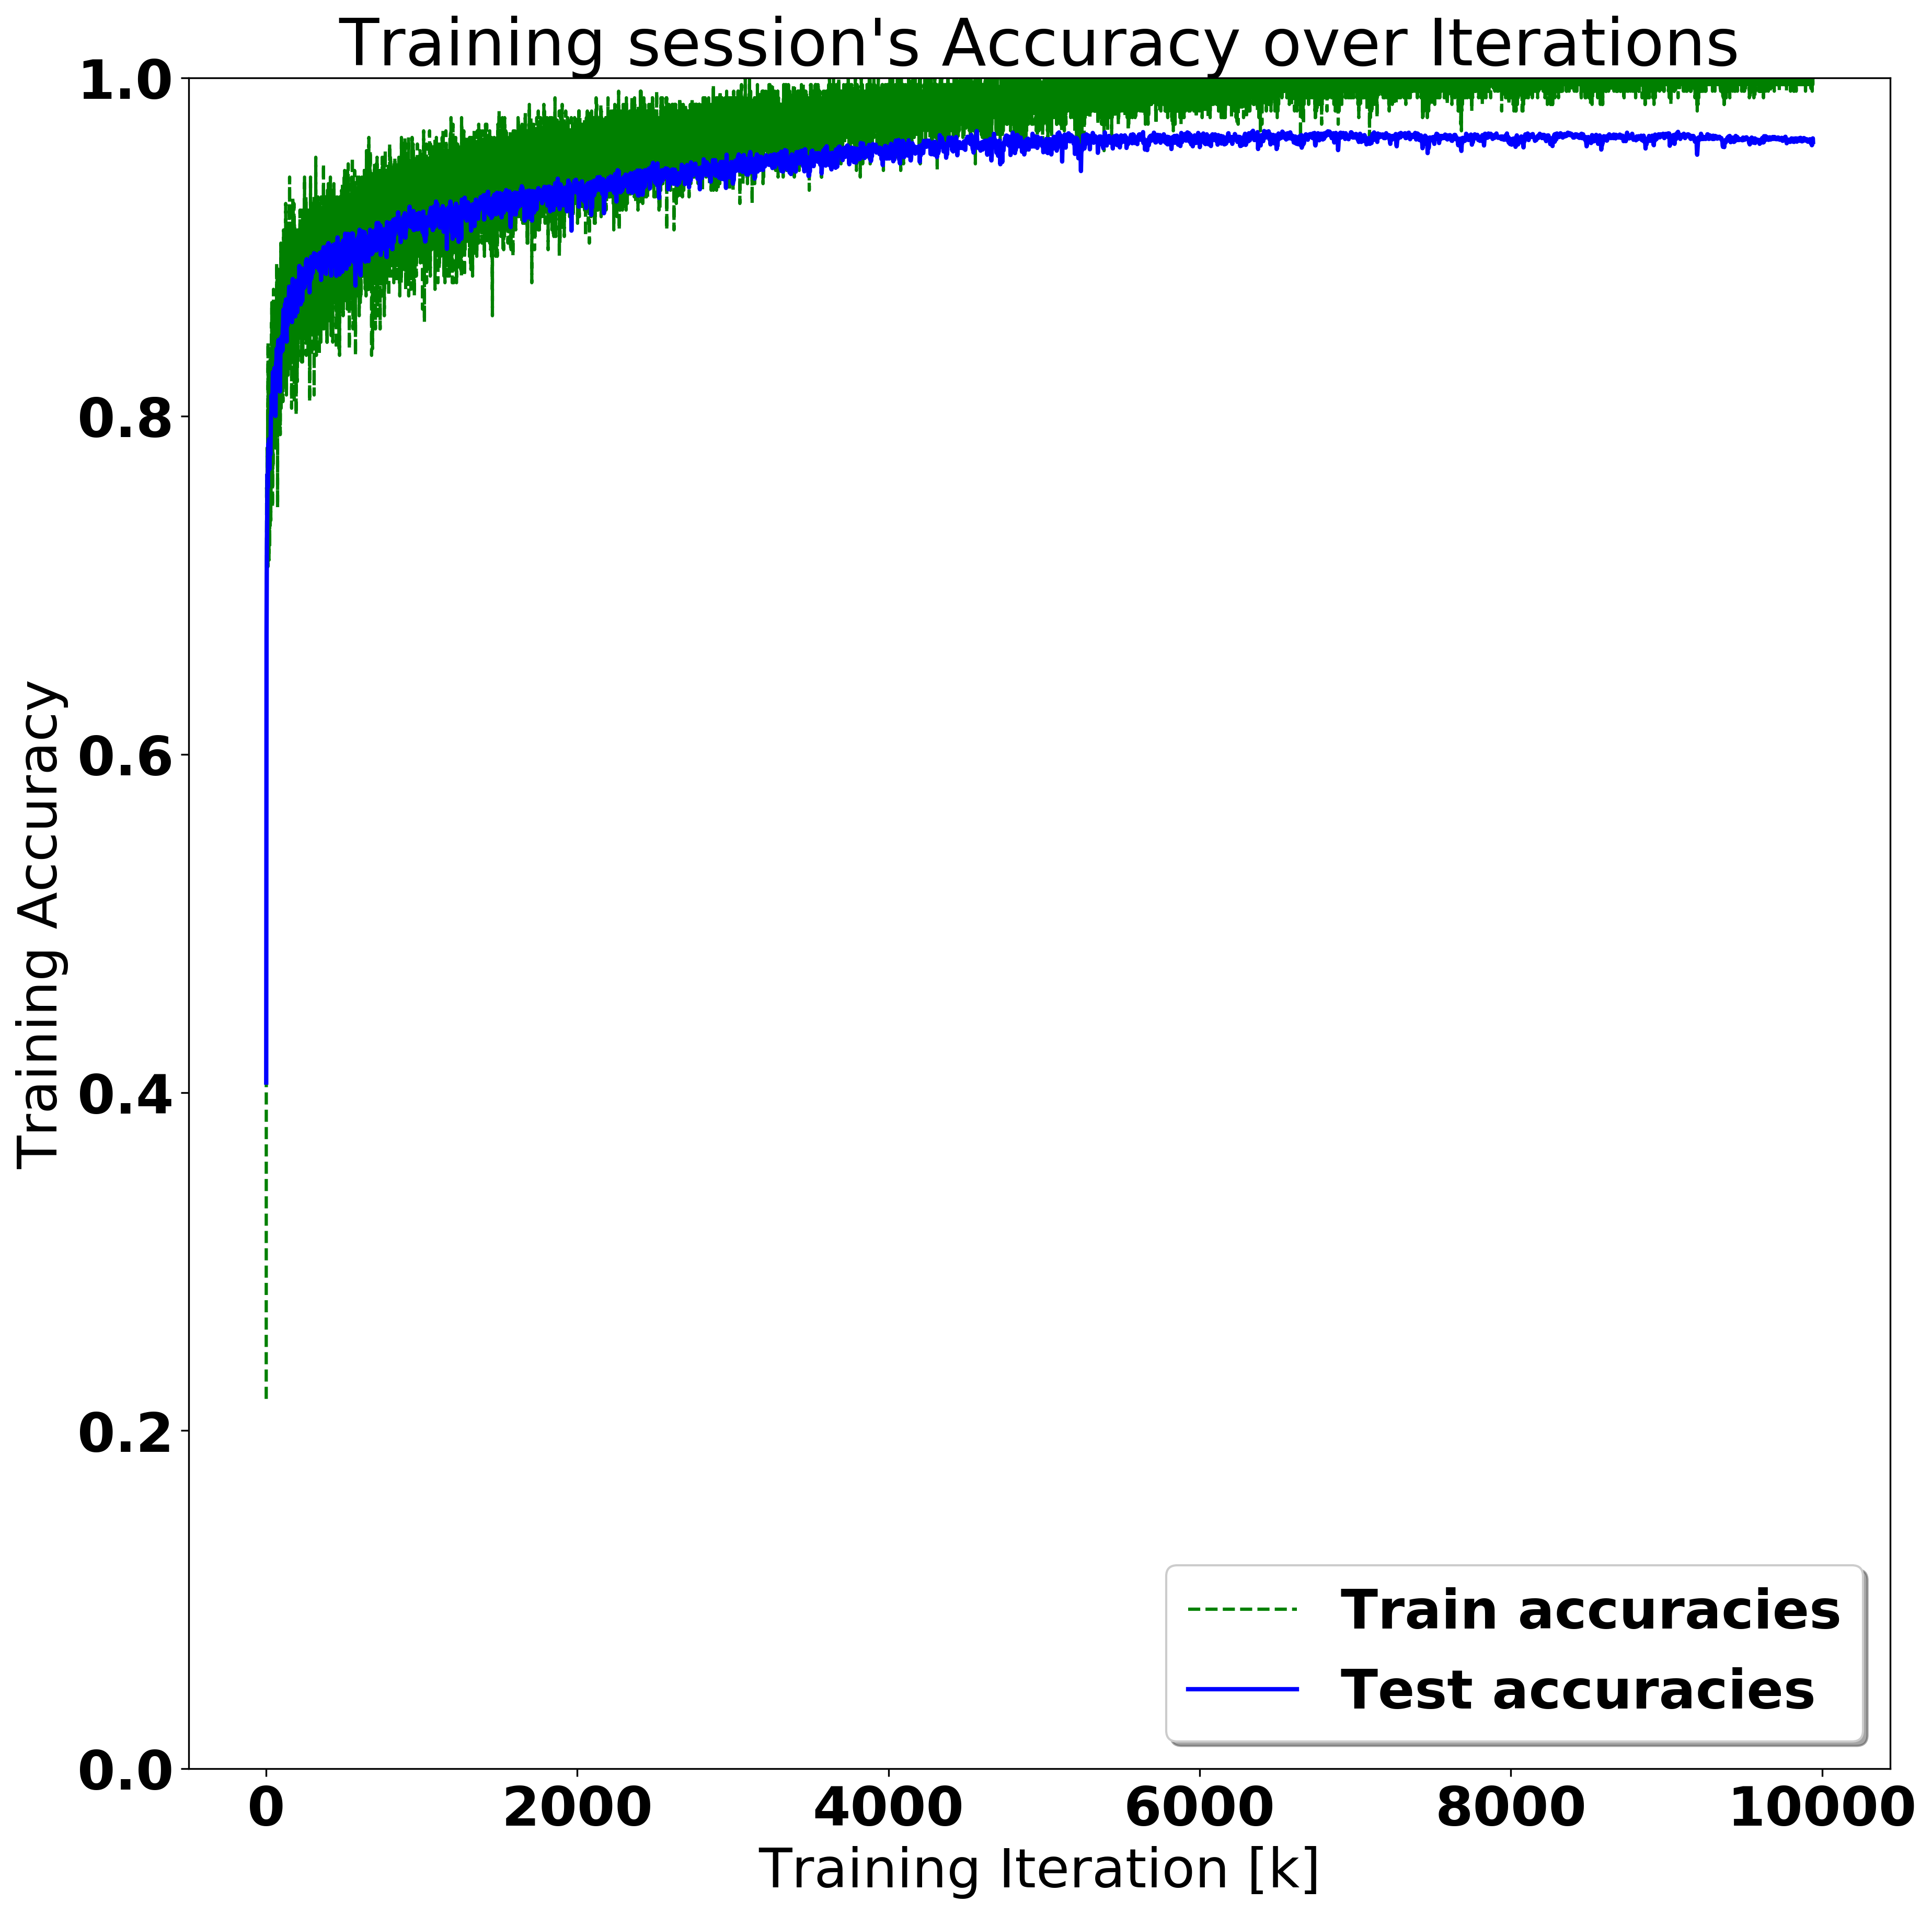 Training session's Accuracy over Iterations
1.0
0.8
0.6
0.4
0.2
0.0
Training Accuracy
0 2000 4000 6000 8000 10000
Training Iteration [k]
Train accuracies
Test accuracies